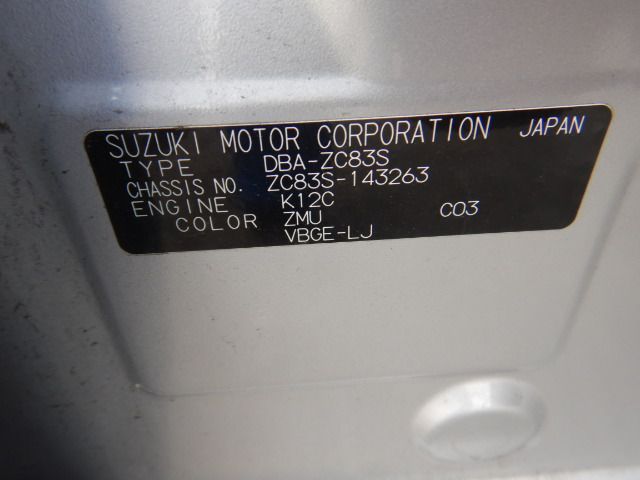 SUZUKI MOTOR CORPORATION JAPAN
TYPE DBA-ZC83S
CHASSIS NO. ZC83S-143263
ENGINE K12C
COLOR ZMU C03
VBGE-LJ